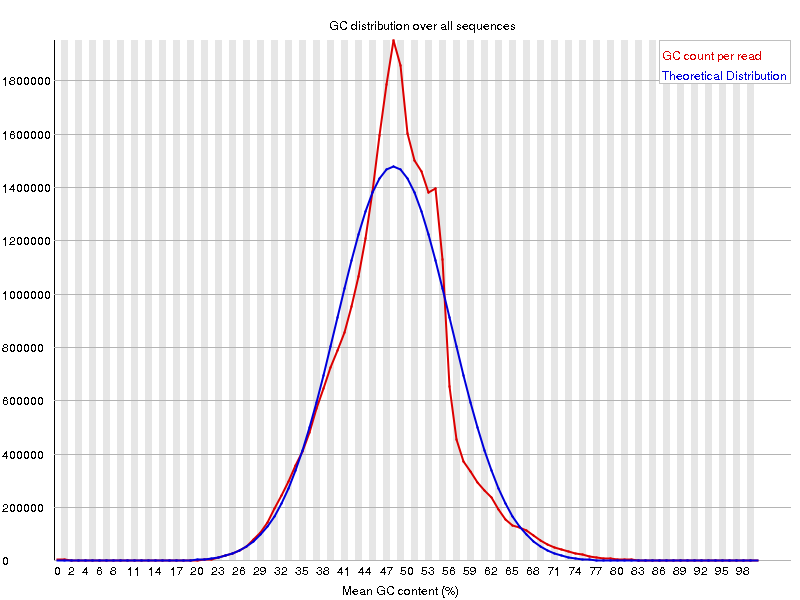 GC distribution over all sequences
GC count per read
Theoretical Distribution
1800000
1600000
1400000
1200000
1000000
800000
600000
400000
200000
0
0 2 4 6 8 11 14 17 20 23 26 29 32 35 38 41 44 47 50 53 56 59 62 65 68 71 74 77 80 83 86 89 92 95 98
Mean GC content (%)